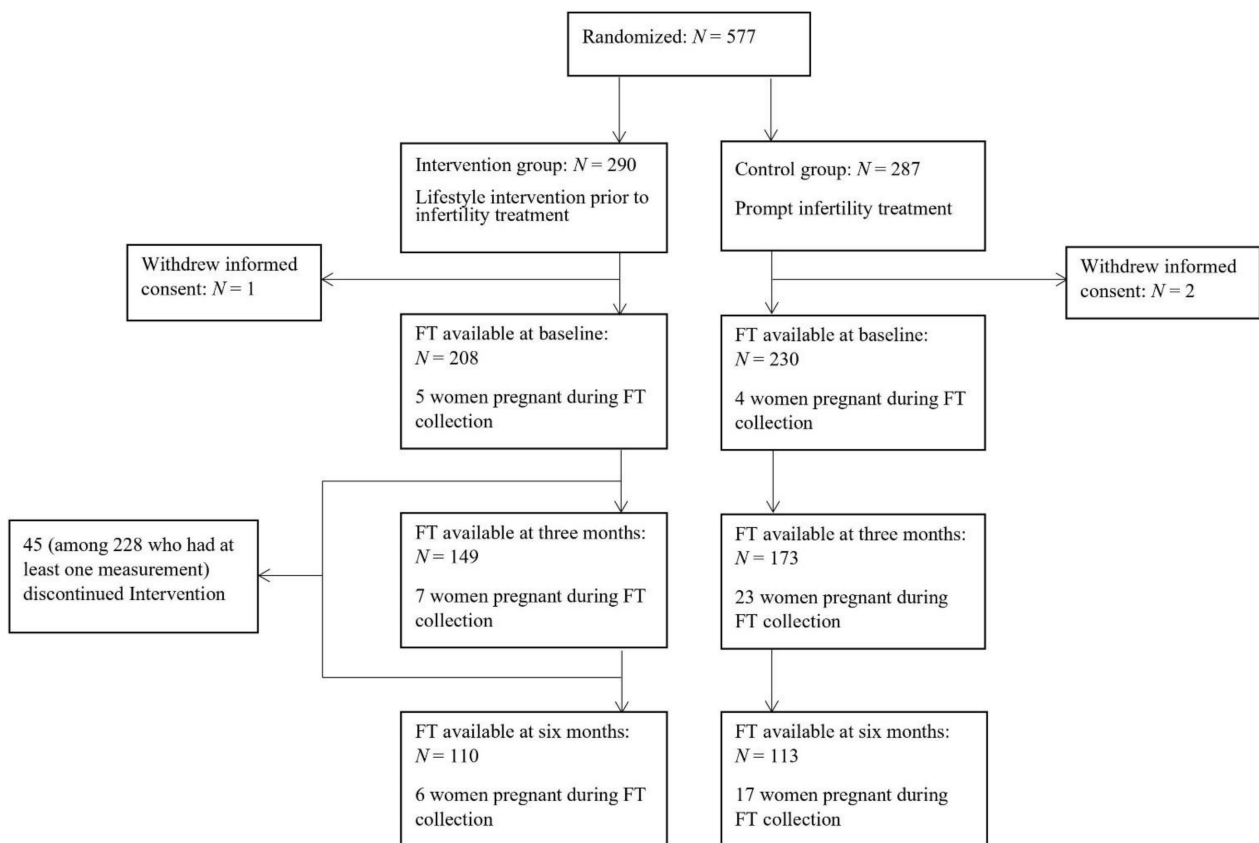 Randomized: N = 577
Intervention group: N = 290
Lifestyle intervention prior to
infertility treatment
Control group: N = 287
Prompt infertility treatment
Withdrew informed
consent: N = 1
Withdrew informed
consent: N = 2
FT available at baseline:
N = 208
5 women pregnant during FT
collection
FT available at baseline:
N = 230
4 women pregnant during FT
collection
45 (among 228 who had at
least one measurement)
discontinued Intervention
FT available at three months:
N = 149
7 women pregnant during FT
collection
FT available at three months:
N = 173
23 women pregnant during
FT collection
FT available at six months:
N = 110
6 women pregnant during FT
collection
FT available at six months:
N = 113
17 women pregnant during
FT collection